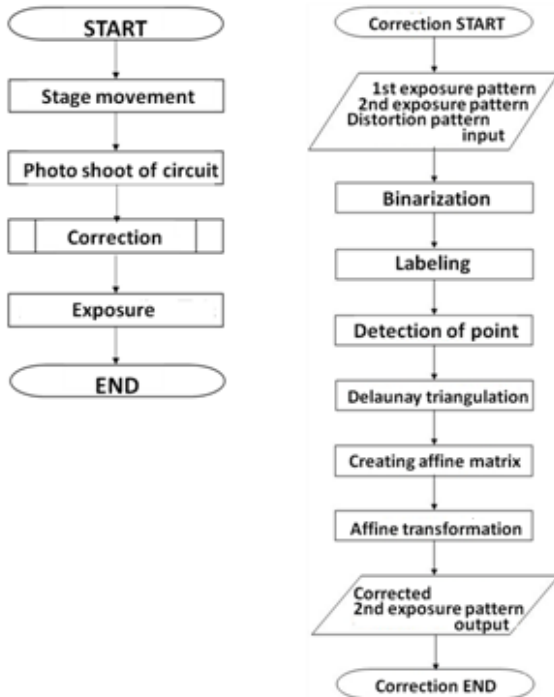 START
Stage movement
Photo shoot of circuit
Correction
Exposure
END
Correction START
1st exposure pattern
2nd exposure pattern
Distortion pattern
input
Binarization
Labeling
Detection of point
Delaunay triangulation
Creating affine matrix
Affine transformation
Corrected
2nd exposure pattern
output
Correction END